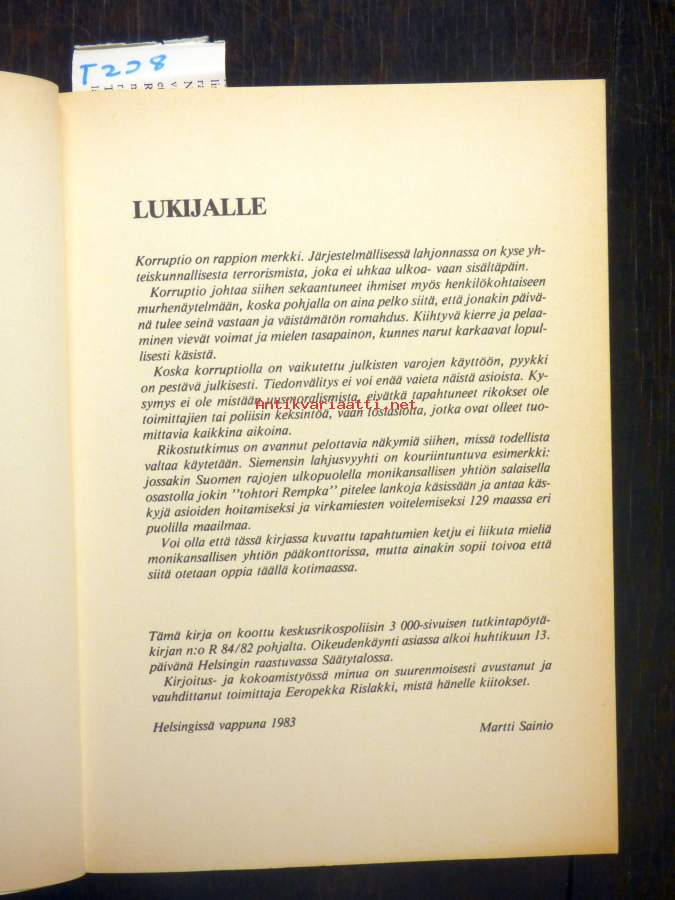 T208
LUKIJALLE
Korruptio on rappion merkki. Järjestelmällisessä lahjonnassa on kyse yh-
teiskunnallisesta terrorismista, joka ei uhkaa ulkoa- vaan sisältäpäin.
Korruptio johtaa siihen sekaantuneet ihmiset myös henkilökohtaiseen
murhenäytelmään, koska pohjalla on aina pelko siitä, että jonakin päivä-
nä tulee seinä vastaan ja väistämätön romahdus. Kiihtyvä kierre ja pelaa-
minen vievät voimat ja mielen tasapainon, kunnes narut karkaavat lopul-
lisesti käsistä.
Koska korruptiolla on vaikutettu julkisten varojen käyttöön, pyykki
on pestävä julkisesti. Tiedonvälitys ei voi enää vaieta näistä asioista. Ky-
symys ei ole mistään uusmoralismista, eivätkä tapahtuneet rikokset ole
Antikvariaatti.net
toimittajien tai poliisin keksintöä, vaan tosiasioita, jotka ovat olleet tuo-
mittavia kaikkina aikoina.
Rikostutkimus on avannut pelottavia näkymiä siihen, missä todellista
valtaa käytetään. Siemensin lahjusvyyhti on kouriintuntuva esimerkki:
jossakin Suomen rajojen ulkopuolella monikansallisen yhtiön salaisella
osastolla jokin "tohtori Rempka" pitelee lankoja käsissään ja antaa käs-
kyjä asioiden hoitamiseksi ja virkamiesten voitelemiseksi 129 maassa eri
puolilla maailmaa.
Voi olla että tässä kirjassa kuvattu tapahtumien ketju ei liikuta mieliä
monikansallisen yhtiön pääkonttorissa, mutta ainakin sopii toivoa että
siitä otetaan oppia täällä kotimaassa.
Tämä kirja on koottu keskusrikospoliisin 3 000-sivuisen tutkintapöytä-
kirjan n:o R 84/82 pohjalta. Oikeudenkäynti asiassa alkoi huhtikuun 13.
päivänä Helsingin raastuvassa Säätytalossa.
Kirjoitus- ja kokoamistyössä minua on suurenmoisesti avustanut ja
vauhdittanut toimittaja Eeropekka Rislakki, mistä hänelle kiitokset.
Helsingissä vappuna 1983 Martti Sainio